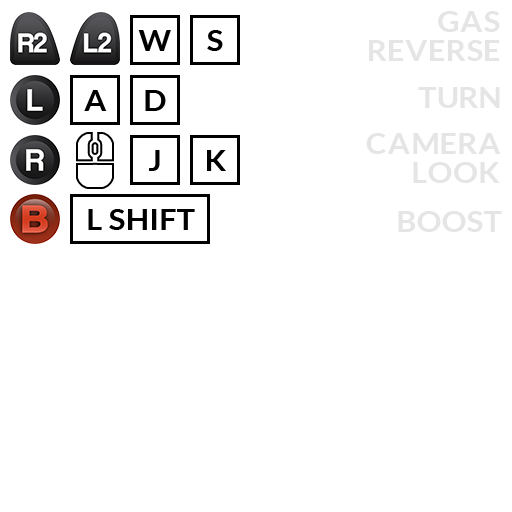 R2 L2 W S GAS
REVERSE
L A D TURN
R J K CAMERA
LOOK
B L SHIFT BOOST